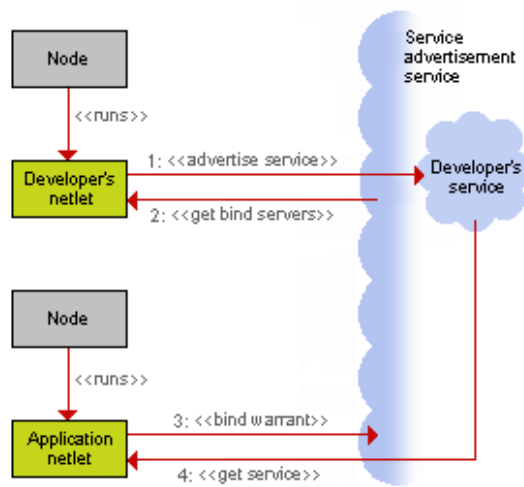 Service
advertisement
service
Node
<<runs>>
1: <<advertise service>>
Developer's
netlet
Developer's
service
2: <<get bind servers>>
Node
<<runs>>
3: <<bind warrant>>
Application
netlet
4: <<get service>>